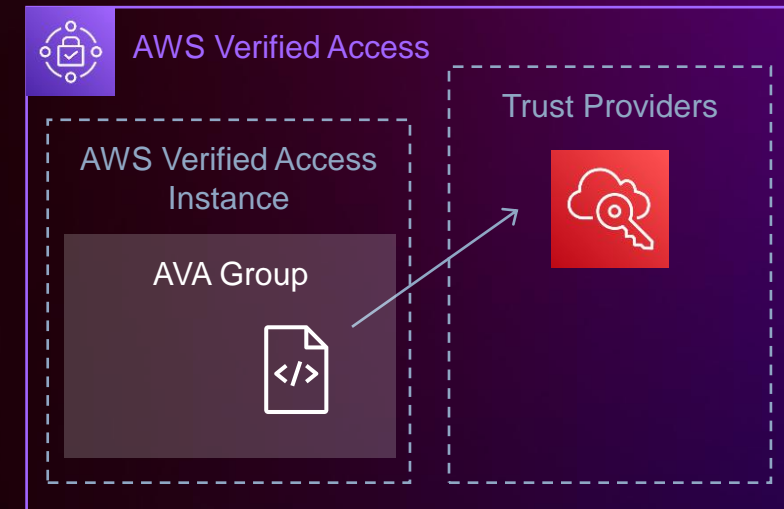 AWS Verified Access
Trust Providers
AWS Verified Access
Instance
AVA Group
</>